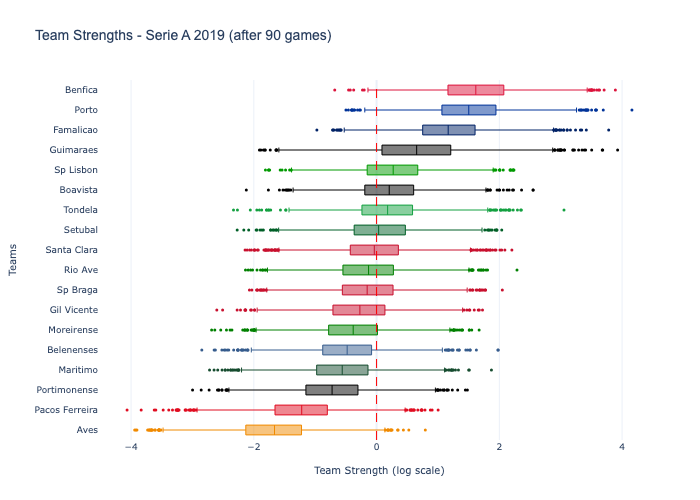 Team Strengths - Serie A 2019 (after 90 games)
Benfica
Porto
Famalicao
Guimaraes
Sp Lisbon
Boavista
Tondela
Setubal
Santa Clara
Rio Ave
Sp Braga
Gil Vicente
Moreirense
Belenenses
Maritimo
Portimonense
Pacos Ferreira
Aves
Teams
−4 −2 0 2 4
Team Strength (log scale)